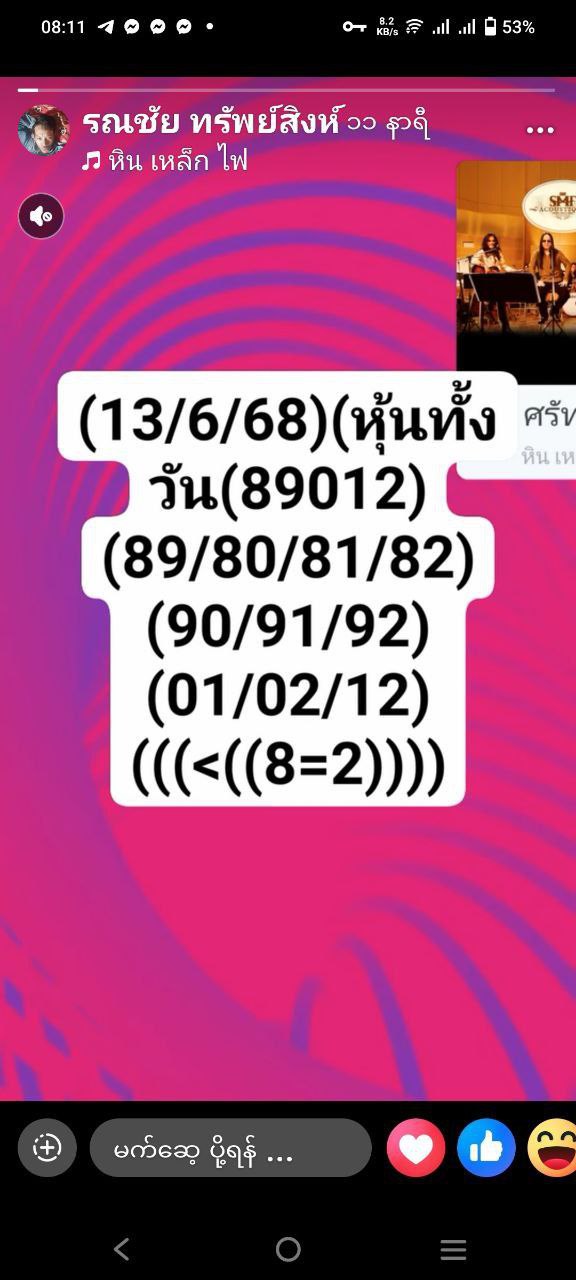 08:11
8.2 KB/s
53%
รณชัย ทรัพย์สิงห์ ၁၁ နာရီ
หิน เหล็ก ไฟ
SMF
ACOUSTIC
(13/6/68)(หุ้นทั้ง
วัน(89012)
(89/80/81/82)
(90/91/92)
(01/02/12)
(((<((8=2))))
ศรัท
หิน เห
မက်ဆေ့ ပို့ရန် ...